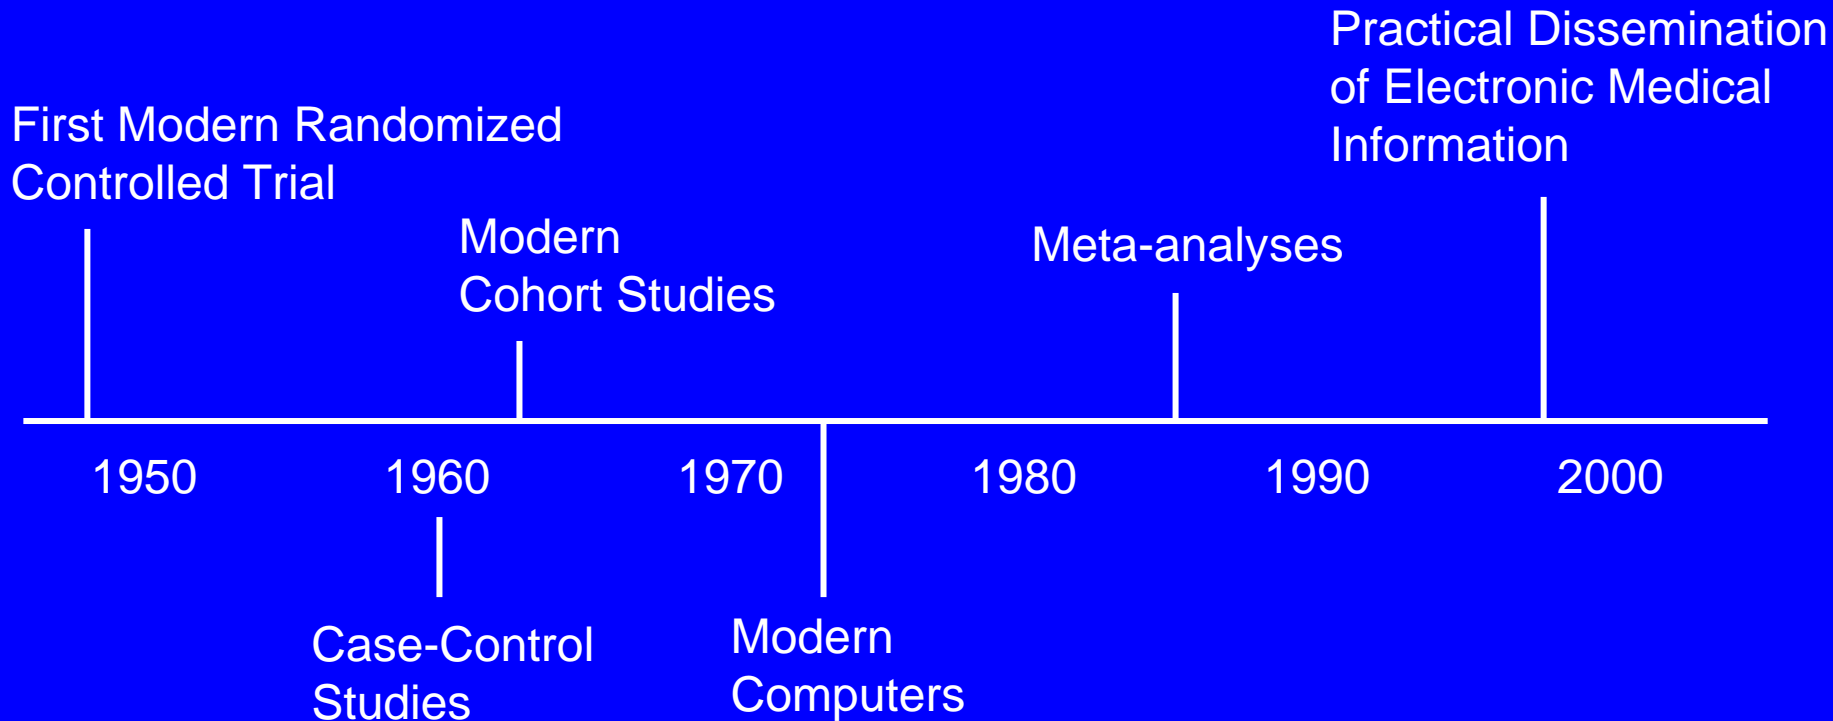 Practical Dissemination
of Electronic Medical
Information
First Modern Randomized
Controlled Trial
Modern
Cohort Studies
Meta-analyses
1950
1960
1970
1980
1990
2000
Case-Control
Studies
Modern
Computers